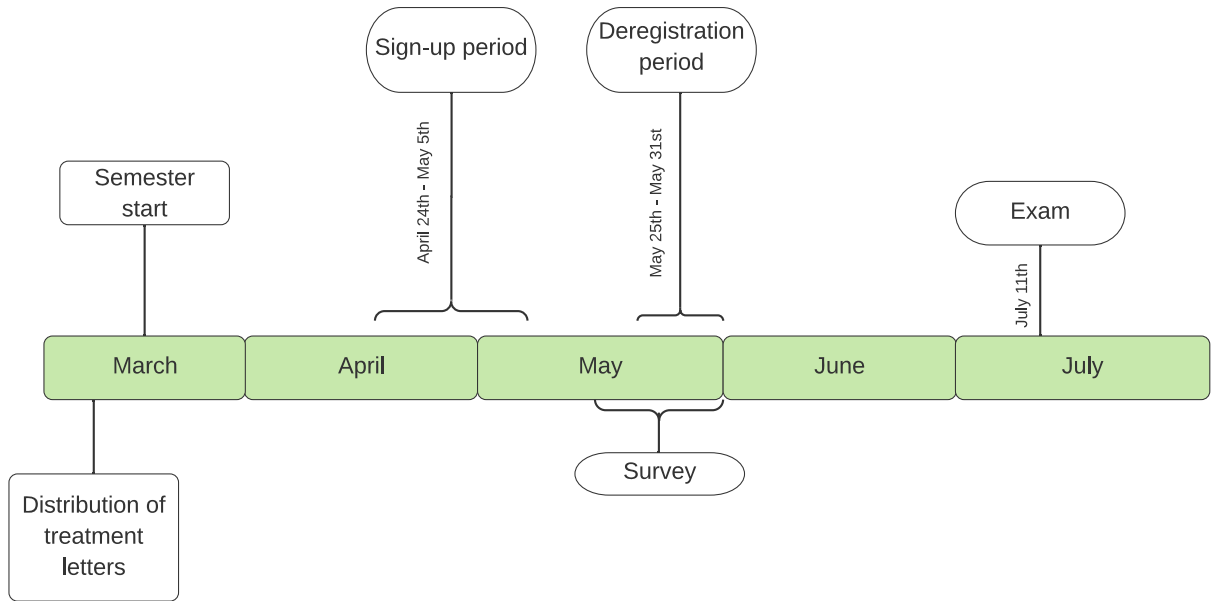 Sign-up period
Deregistration
period
April 24th - May 5th
May 25th - May 31st
Semester
start
Exam
July 11th
March
April
May
June
July
Survey
Distribution of
treatment
letters